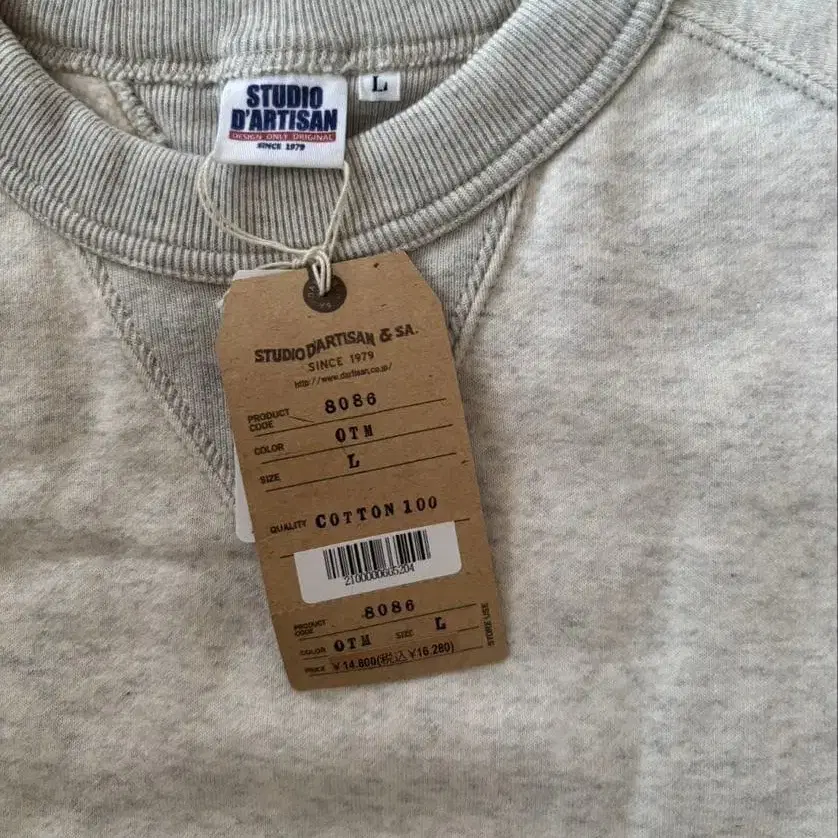 STUDIO
D'ARTISAN
DESIGN ONLY ORIGINAL
SINCE 1979
L
STUDIO D'ARTISAN & SA.
SINCE 1979
http://www.dartisan.co.jp/
PRODUCT CODE 8086
COLOR OTM
SIZE L
QUALITY COTTON 100
2100000605204
PRODUCT CODE 8086
COLOR OTM SIZE L
PRICE ¥14,800(税込¥16,280)
STORE USE